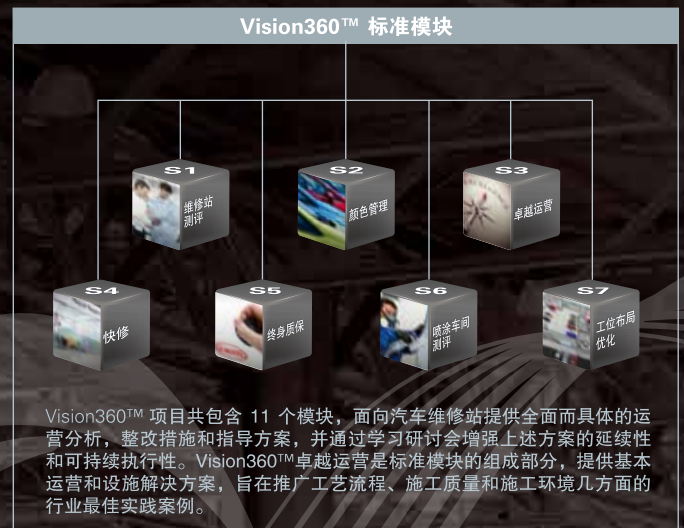 Vision360™ 标准模块
S1
维修站
测评
S2
颜色管理
S3
卓越运营
S4
快修
S5
终身质保
S6
喷涂车间
测评
S7
工位布局
优化
Vision360™ 项目共包含 11 个模块，面向汽车维修站提供全面而具体的运
营分析，整改措施和指导方案，并通过学习研讨会增强上述方案的延续性
和可持续执行性。Vision360™卓越运营是标准模块的组成部分，提供基本
运营和设施解决方案，旨在推广工艺流程、施工质量和施工环境几方面的
行业最佳实践案例。